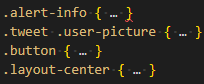 .alert-info { … }
.tweet .user-picture { … }
.button { … }
.layout-center { … }